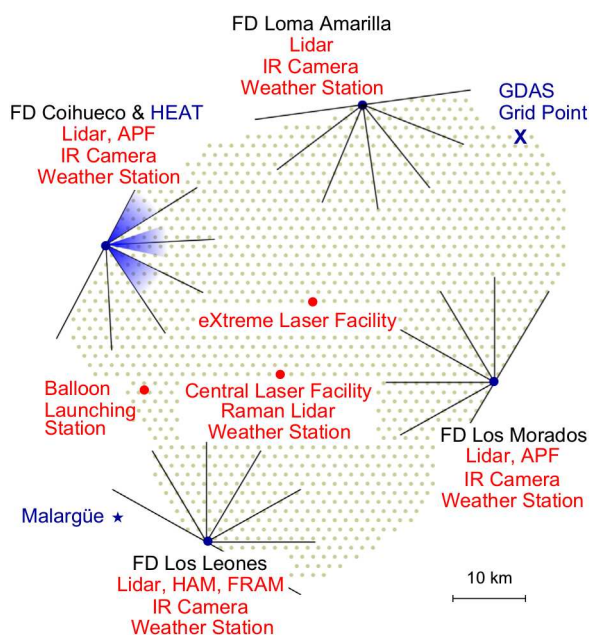 FD Loma Amarilla
Lidar
IR Camera
Weather Station
GDAS
Grid Point
X
FD Coihueco & HEAT
Lidar, APF
IR Camera
Weather Station
eXtreme Laser Facility
Balloon
Launching
Station
Central Laser Facility
Raman Lidar
Weather Station
FD Los Morados
Lidar, APF
IR Camera
Weather Station
Malargüe
FD Los Leones
Lidar, HAM, FRAM
IR Camera
Weather Station
10 km